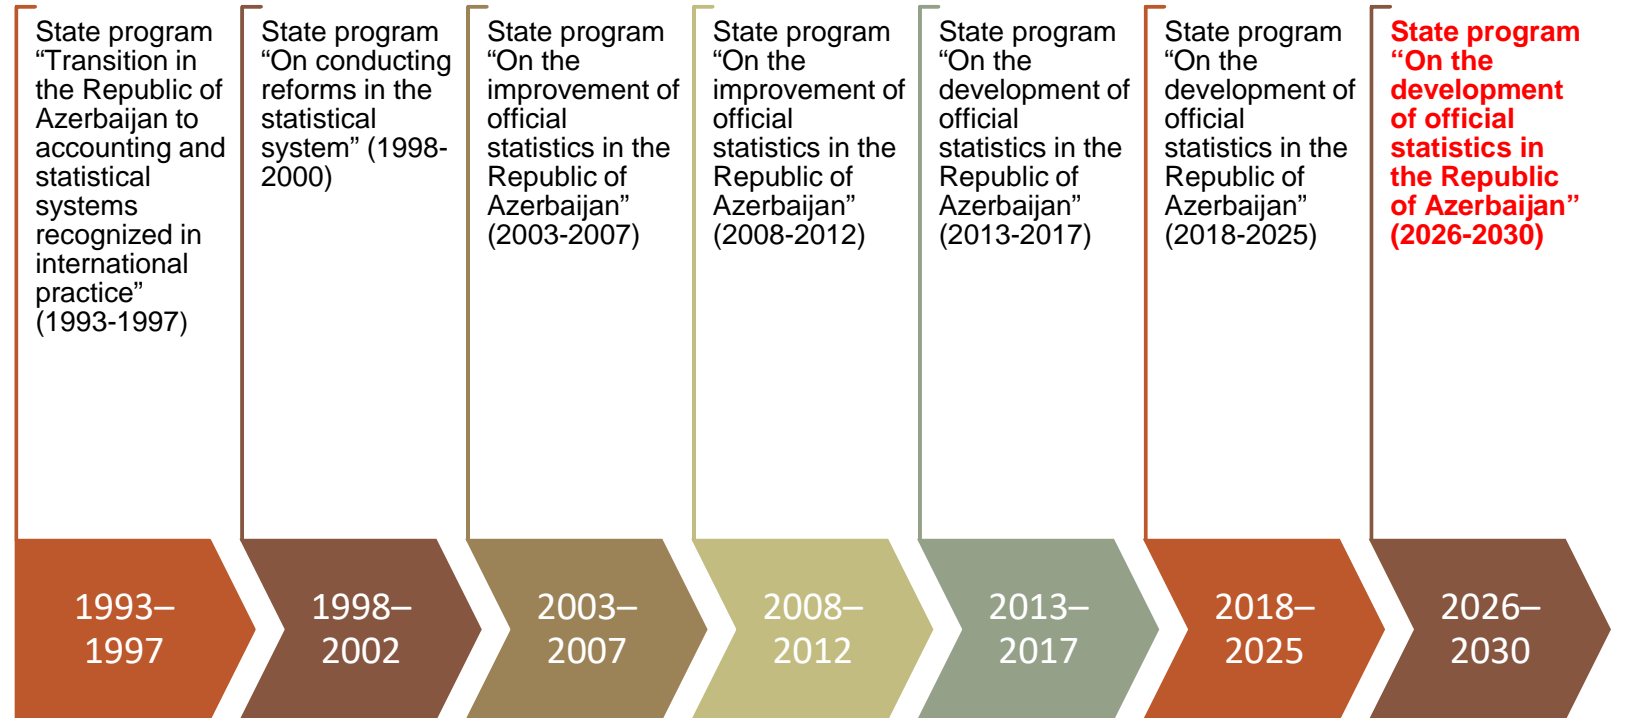 State program
“Transition in
the Republic of
Azerbaijan to
accounting and
statistical
systems
recognized in
international
practice”
(1993-1997)
State program
“On conducting
reforms in the
statistical
system” (1998-
2000)
State program
“On the
improvement of
official
statistics in the
Republic of
Azerbaijan”
(2003-2007)
State program
“On the
improvement of
official
statistics in the
Republic of
Azerbaijan”
(2008-2012)
State program
“On the
development of
official
statistics in the
Republic of
Azerbaijan”
(2013-2017)
State program
“On the
development of
official
statistics in the
Republic of
Azerbaijan”
(2018-2025)
State program
“On the
development
of official
statistics in
the Republic
of Azerbaijan”
(2026-2030)
1993–
1997
1998–
2002
2003–
2007
2008–
2012
2013–
2017
2018–
2025
2026–
2030